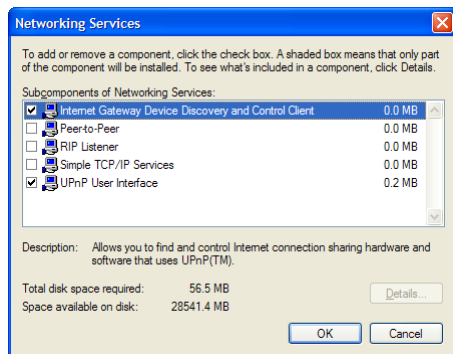 Networking Services
To add or remove a component, click the check box. A shaded box means that only part
of the component will be installed. To see what's included in a component, click Details.
Subcomponents of Networking Services:
Internet Gateway Device Discovery and Control Client 0.0 MB
Peer-to-Peer 0.0 MB
RIP Listener 0.0 MB
Simple TCP/IP Services 0.0 MB
UPnP User Interface 0.2 MB
Description: Allows you to find and control Internet connection sharing hardware and
software that uses UPnP(TM).
Total disk space required: 56.5 MB
Details...
Space available on disk: 28541.4 MB
OK Cancel